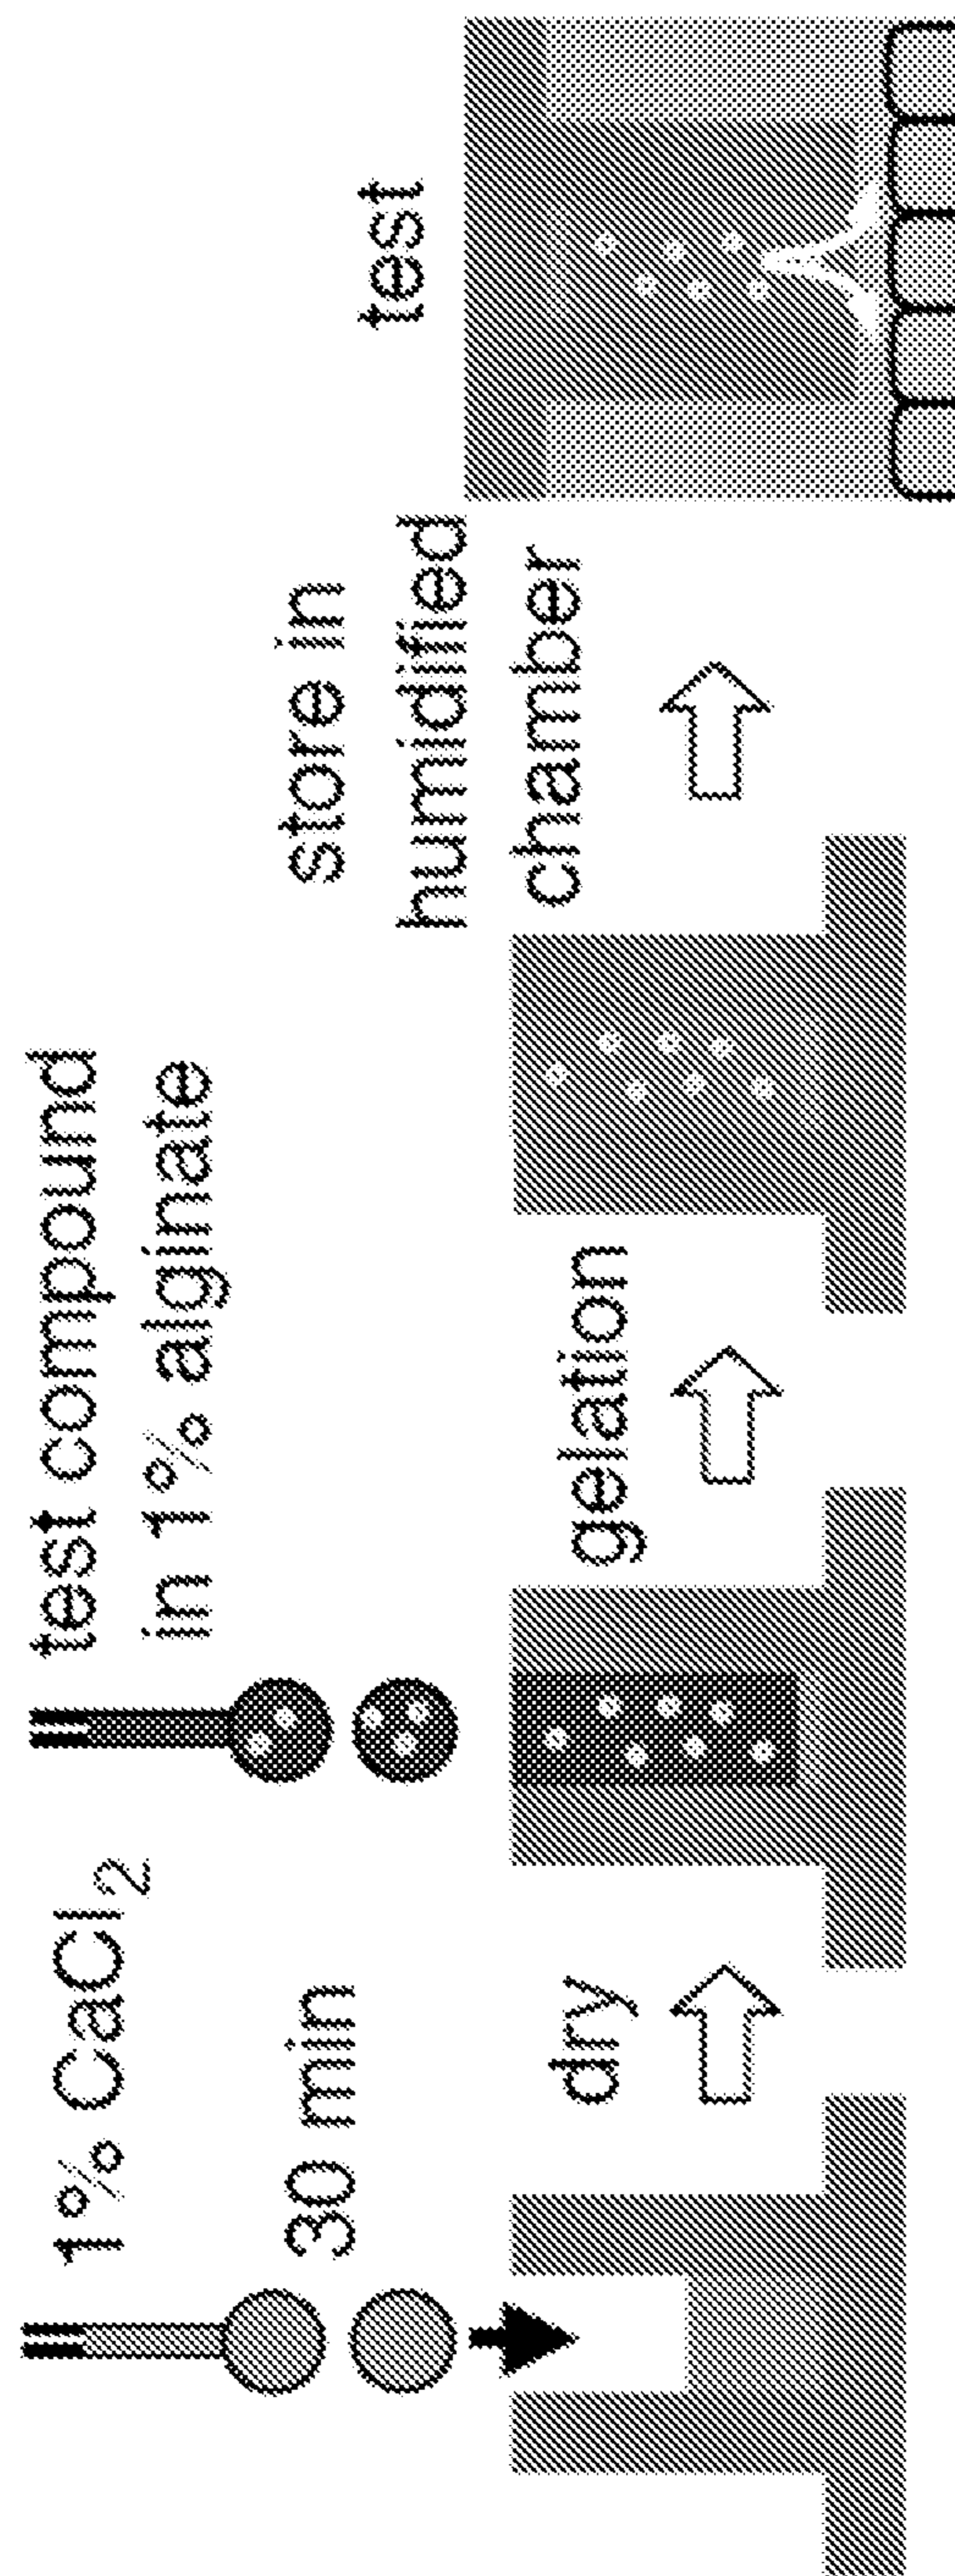 1% CaCl₂
30 min
dry
test compound
in 1% alginate
gelation
store in
humidified
chamber
test